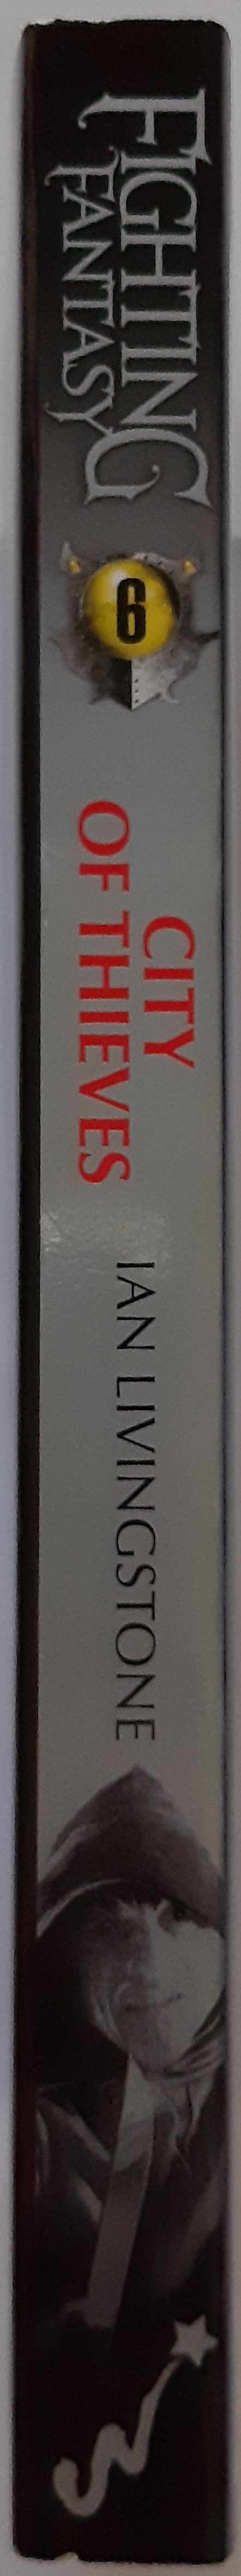 FIGHTING
FANTASY
6
CITY
OF THIEVES
IAN LIVINGSTONE